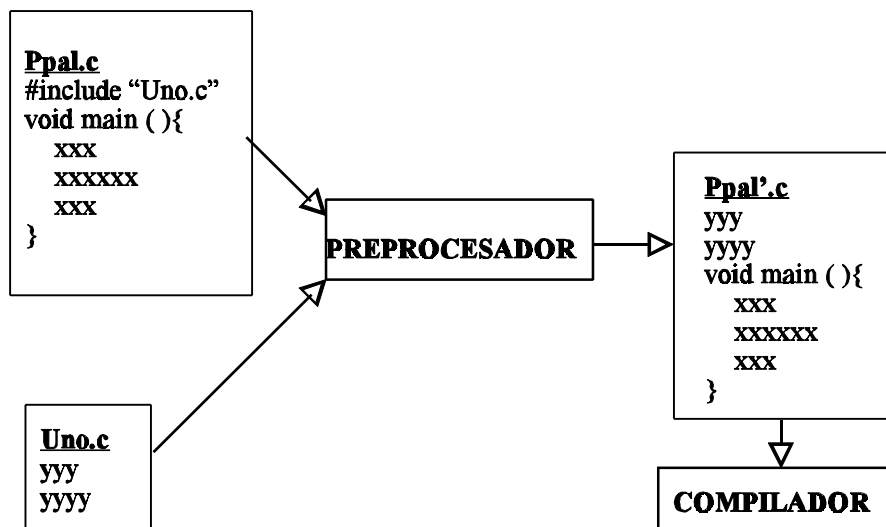 Ppal.c
#include “Uno.c”
void main ( ){
xxx
xxxxxx
xxx
}
Uno.c
yyy
yyyy
PREPROCESADOR
Ppal’.c
yyy
yyyy
void main ( ){
xxx
xxxxxx
xxx
}
COMPILADOR